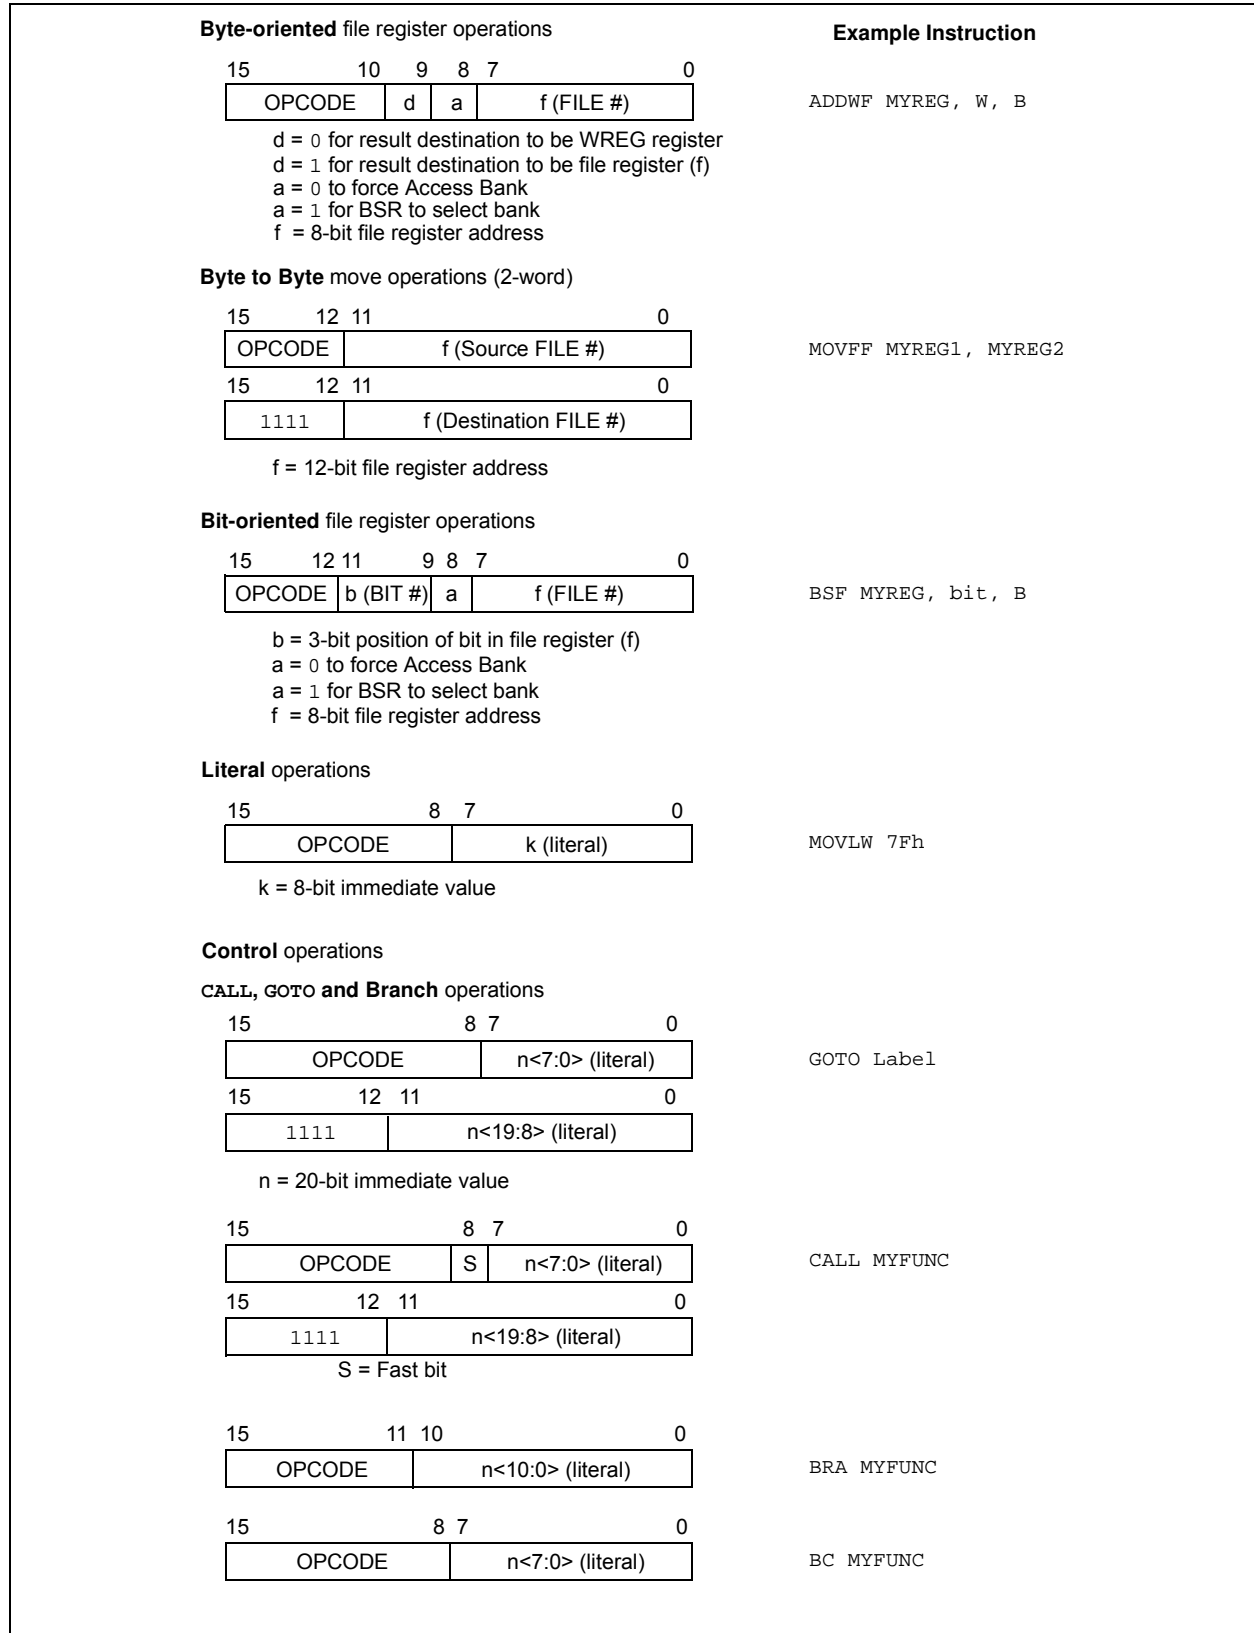 Byte-oriented file register operations
Example Instruction
15 10 9 8 7 0
OPCODE d a f (FILE #)
ADDWF MYREG, W, B
d = 0 for result destination to be WREG register
d = 1 for result destination to be file register (f)
a = 0 to force Access Bank
a = 1 for BSR to select bank
f = 8-bit file register address
Byte to Byte move operations (2-word)
15 12 11 0
OPCODE f (Source FILE #)
MOVFF MYREG1, MYREG2
15 12 11 0
1111 f (Destination FILE #)
f = 12-bit file register address
Bit-oriented file register operations
15 12 11 9 8 7 0
OPCODE b (BIT #) a f (FILE #)
BSF MYREG, bit, B
b = 3-bit position of bit in file register (f)
a = 0 to force Access Bank
a = 1 for BSR to select bank
f = 8-bit file register address
Literal operations
15 8 7 0
OPCODE k (literal)
MOVLW 7Fh
k = 8-bit immediate value
Control operations
CALL, GOTO and Branch operations
15 8 7 0
OPCODE n<7:0> (literal)
GOTO Label
15 12 11 0
1111 n<19:8> (literal)
n = 20-bit immediate value
15 8 7 0
OPCODE S n<7:0> (literal)
CALL MYFUNC
15 12 11 0
1111 n<19:8> (literal)
S = Fast bit
15 11 10 0
OPCODE n<10:0> (literal)
BRA MYFUNC
15 8 7 0
OPCODE n<7:0> (literal)
BC MYFUNC